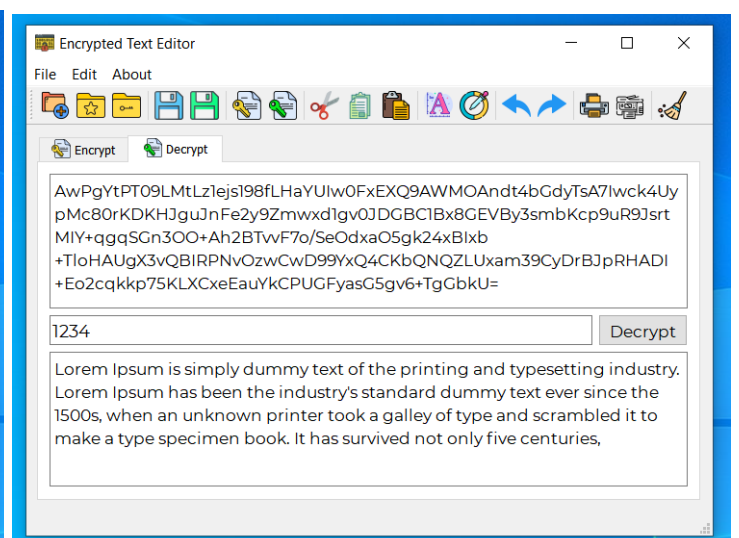 Encrypted Text Editor
File Edit About
Encrypt Decrypt
AwPgYtPT09LMtLz1ejs198fLHaYUIw0FxEXQ9AWMOAndt4bGdyTsA7Iwck4Uy
pMc80rKDKHJguJnFe2y9Zmwxd1gv0JDGBC1Bx8GEVBy3smbKcp9uR9Jsrt
MIY+qgqSGn3OO+Ah2BTvvF7o/SeOdxaO5gk24xBIxb
+TloHAUgX3vQBIRPNvOzwCwD99YxQ4CKbQNQZLUxam39CyDrBJpRHADI
+Eo2cqkkp75KLXCxeEauYkCPUGFyasG5gv6+TgGbkU=
1234 Decrypt
Lorem Ipsum is simply dummy text of the printing and typesetting industry.
Lorem Ipsum has been the industry's standard dummy text ever since the
1500s, when an unknown printer took a galley of type and scrambled it to
make a type specimen book. It has survived not only five centuries,